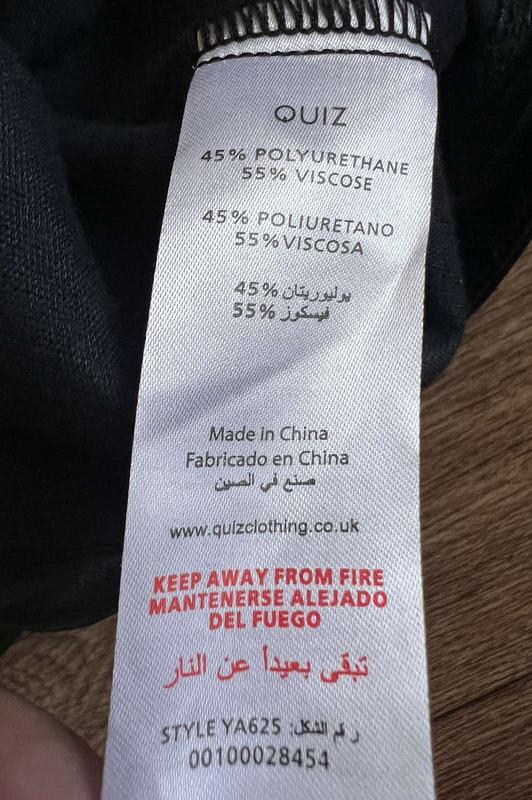 QUIZ
45% POLYURETHANE
55% VISCOSE
45% POLIURETANO
55% VISCOSA
45% بوليوريتان
55% فيسكوز
Made in China
Fabricado en China
صنع في الصين
www.quizclothing.co.uk
KEEP AWAY FROM FIRE
MANTENERSE ALEJADO
DEL FUEGO
تبقى بعيداً عن النار
STYLE YA625 رقم الشكل:
00100028454